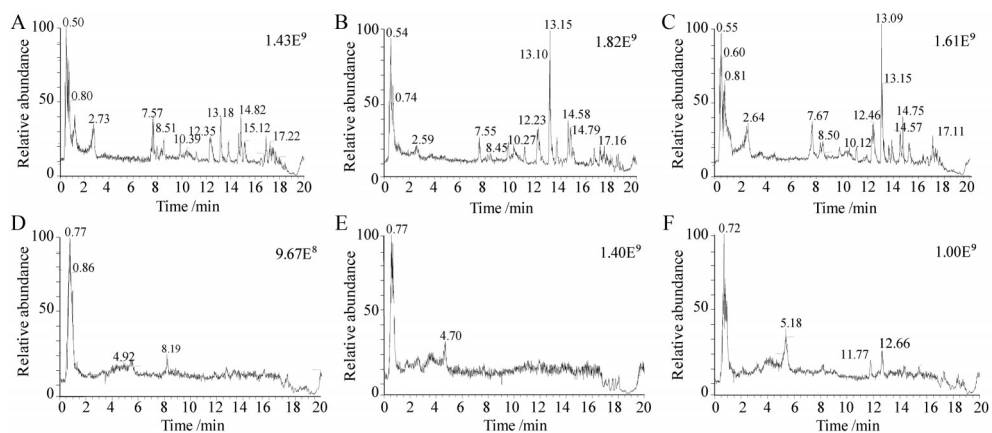 A
Relative abundance
100
50
0
0.50
0.80
2.73
7.57
8.51
10.39
12.35
13.18
14.82
15.12
17.22
1.43E⁹
0 2 4 6 8 10 12 14 16 18 20
Time /min
B
Relative abundance
100
50
0
0.54
0.74
2.59
7.55
8.45
10.27
12.23
13.10
13.15
14.58
14.79
17.16
1.82E⁹
0 2 4 6 8 10 12 14 16 18 20
Time /min
C
Relative abundance
100
50
0
0.55
0.60
0.81
2.64
7.67
8.50
10.12
12.46
13.09
13.15
14.75
14.57
17.11
1.61E⁹
0 2 4 6 8 10 12 14 16 18 20
Time /min
D
Relative abundance
100
50
0
0.77
0.86
4.92
8.19
9.67E⁸
0 2 4 6 8 10 12 14 16 18 20
Time /min
E
Relative abundance
100
50
0
0.77
4.70
1.40E⁹
0 2 4 6 8 10 12 14 16 18 20
Time /min
F
Relative abundance
100
50
0
0.72
5.18
11.77
12.66
1.00E⁹
0 2 4 6 8 10 12 14 16 18 20
Time /min